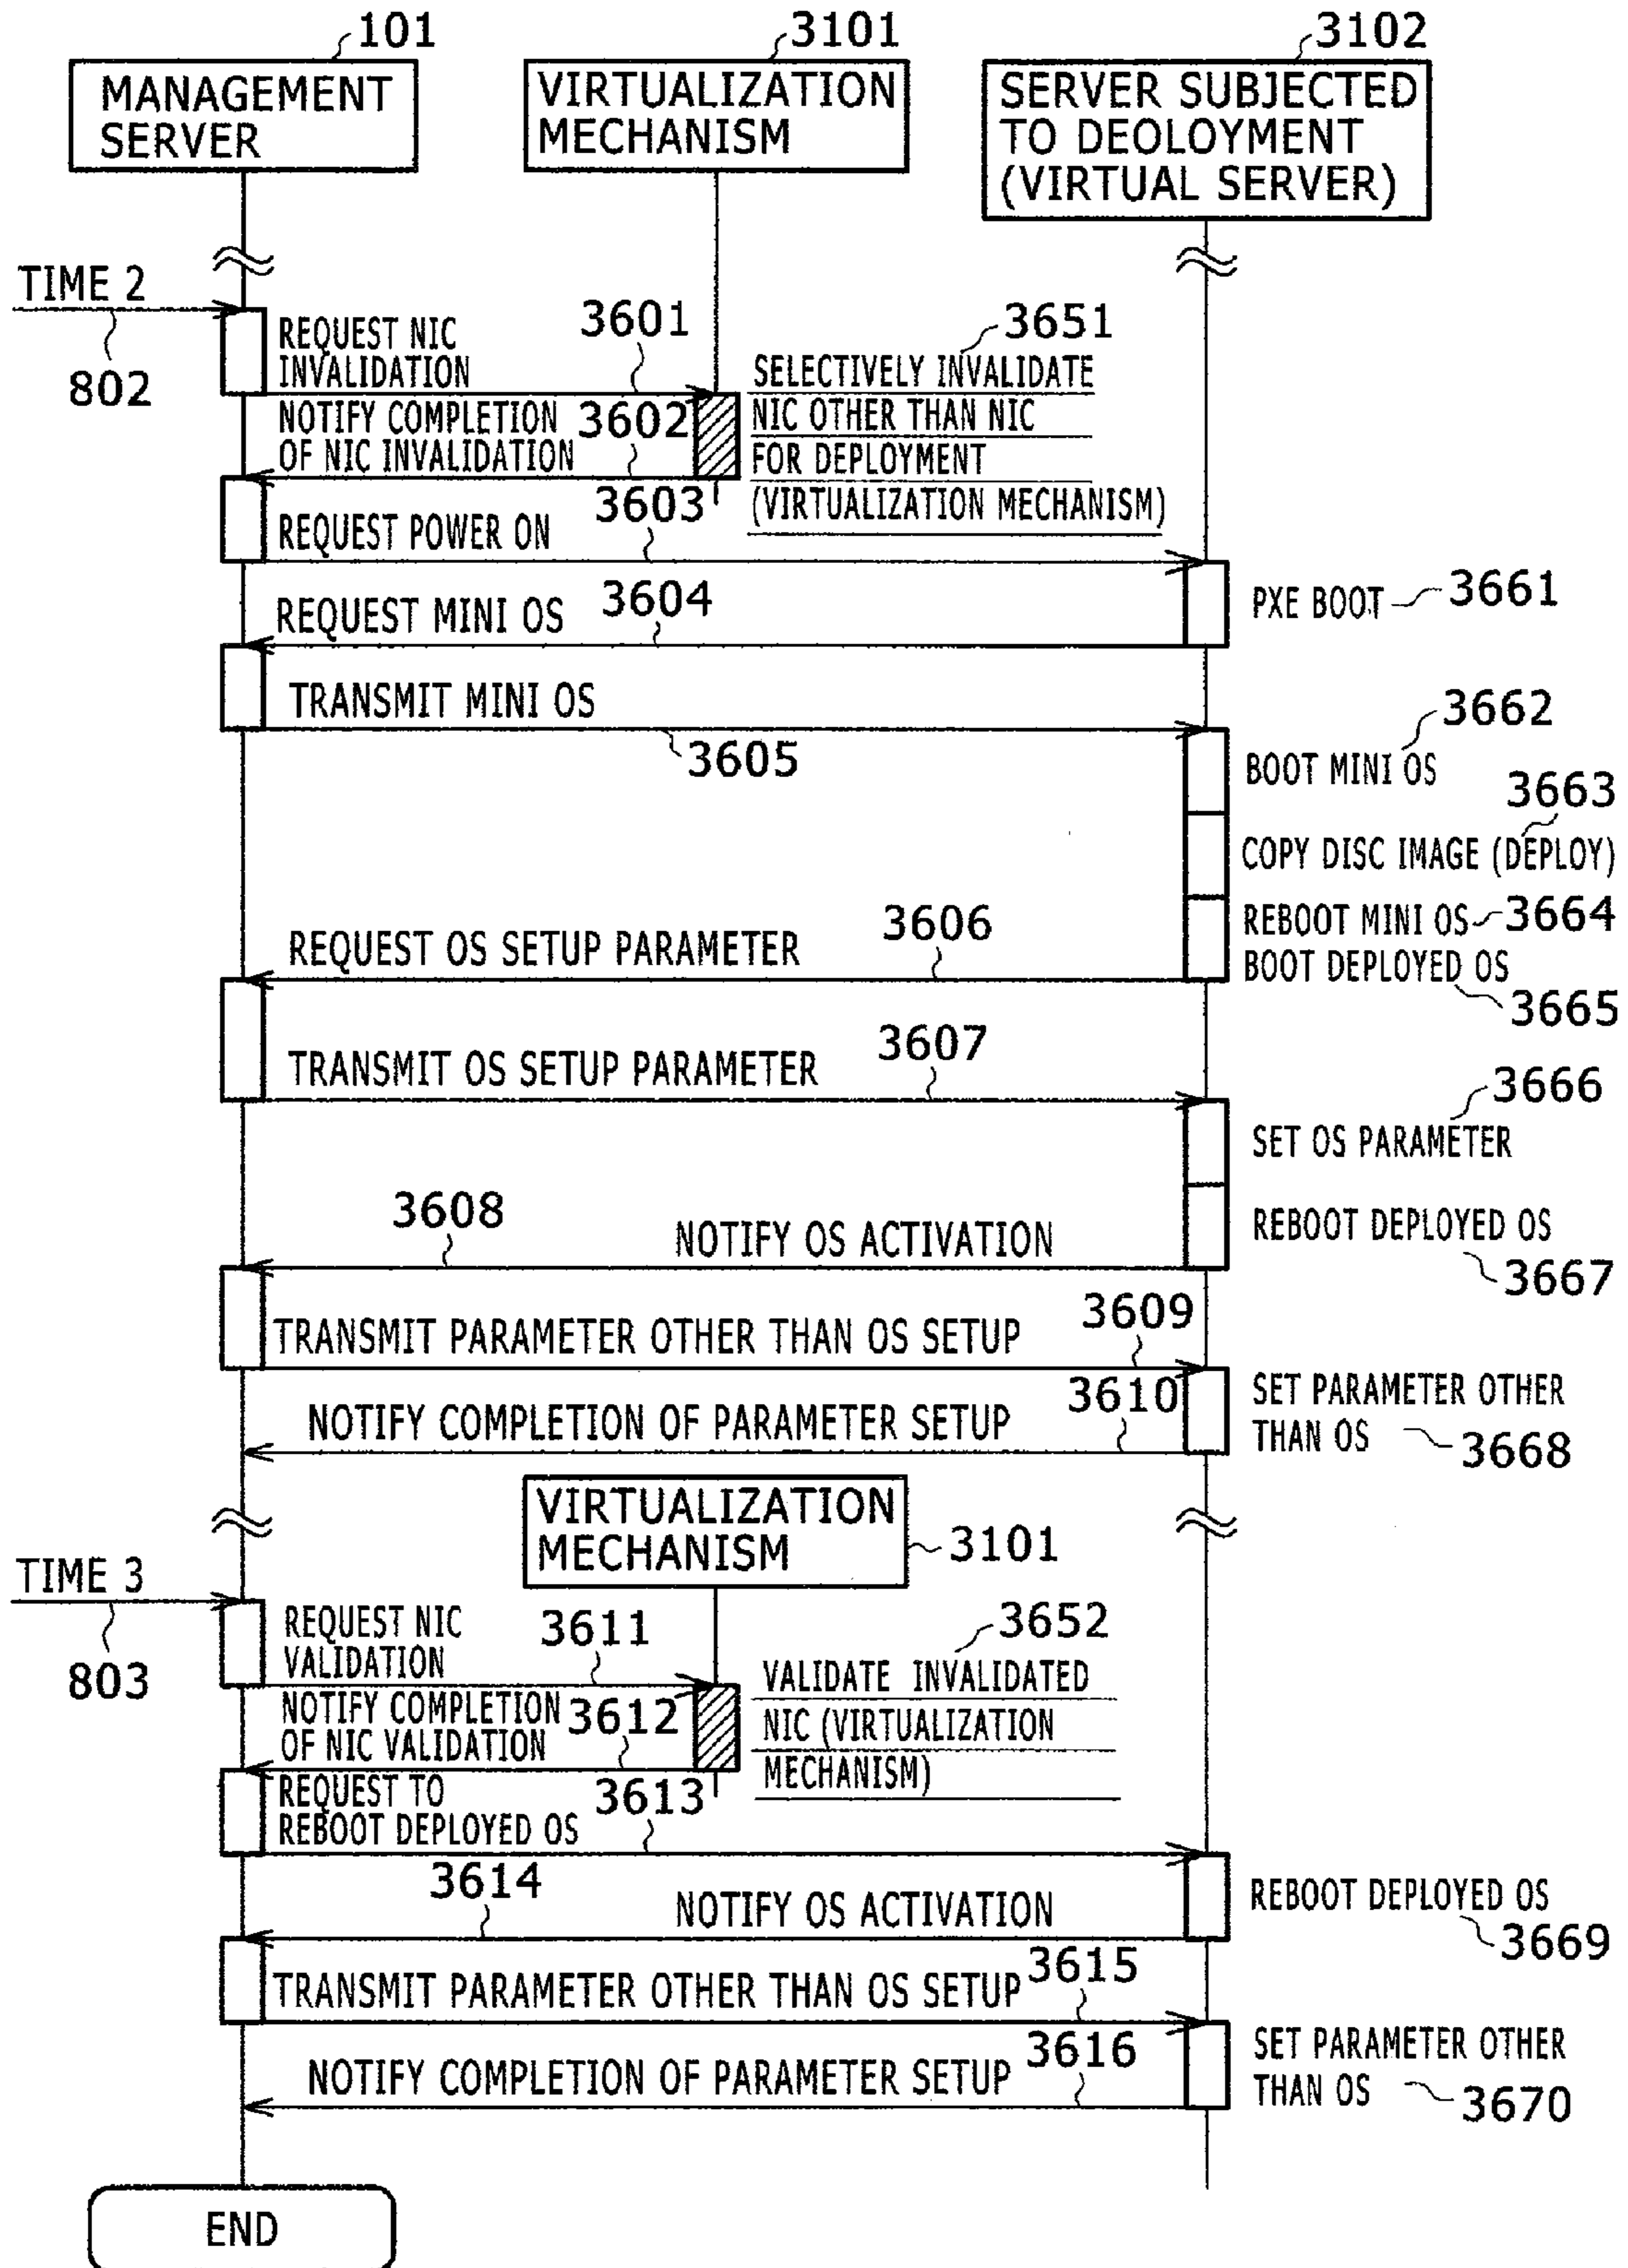 101
3101
3102
MANAGEMENT
SERVER
VIRTUALIZATION
MECHANISM
SERVER SUBJECTED
TO DEOLOYMENT
(VIRTUAL SERVER)
TIME 2
802
REQUEST NIC
INVALIDATION
3601
3651
SELECTIVELY INVALIDATE
NIC OTHER THAN NIC
FOR DEPLOYMENT
(VIRTUALIZATION MECHANISM)
NOTIFY COMPLETION
OF NIC INVALIDATION
3602
3603
REQUEST POWER ON
REQUEST MINI OS
3604
PXE BOOT
3661
TRANSMIT MINI OS
3605
3662
BOOT MINI OS
3663
COPY DISC IMAGE (DEPLOY)
REBOOT MINI OS
3664
BOOT DEPLOYED OS
3665
3606
REQUEST OS SETUP PARAMETER
3607
TRANSMIT OS SETUP PARAMETER
3666
SET OS PARAMETER
3608
NOTIFY OS ACTIVATION
REBOOT DEPLOYED OS
3667
3609
TRANSMIT PARAMETER OTHER THAN OS SETUP
3610
NOTIFY COMPLETION OF PARAMETER SETUP
SET PARAMETER OTHER
THAN OS
3668
VIRTUALIZATION
MECHANISM
3101
TIME 3
803
REQUEST NIC
VALIDATION
3611
3652
VALIDATE INVALIDATED
NIC (VIRTUALIZATION
MECHANISM)
NOTIFY COMPLETION
OF NIC VALIDATION
3612
REQUEST TO
REBOOT DEPLOYED OS
3613
3614
NOTIFY OS ACTIVATION
REBOOT DEPLOYED OS
3669
TRANSMIT PARAMETER OTHER THAN OS SETUP
3615
3616
NOTIFY COMPLETION OF PARAMETER SETUP
SET PARAMETER OTHER
THAN OS
3670
END